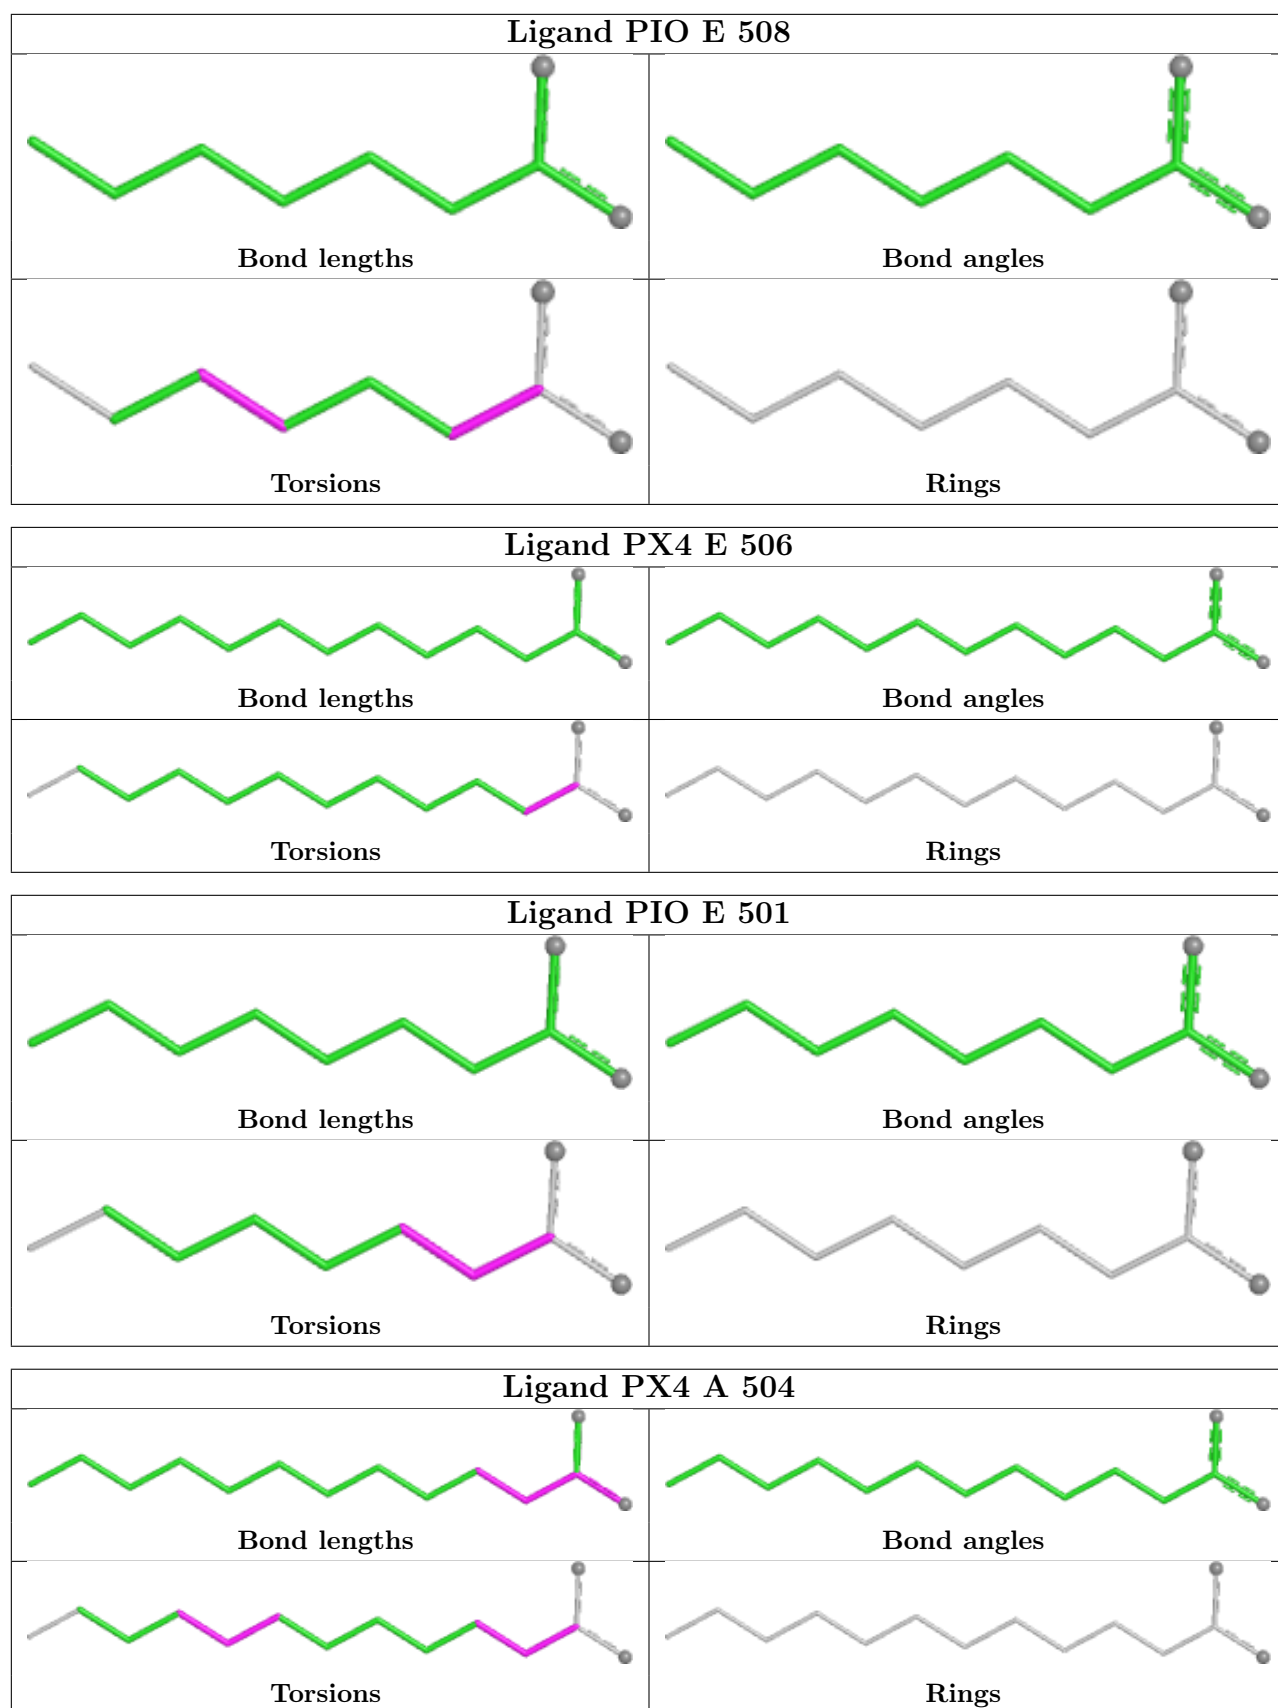 Ligand PIO E 508
Bond lengths
Bond angles
Torsions
Rings
Ligand PX4 E 506
Bond lengths
Bond angles
Torsions
Rings
Ligand PIO E 501
Bond lengths
Bond angles
Torsions
Rings
Ligand PX4 A 504
Bond lengths
Bond angles
Torsions
Rings